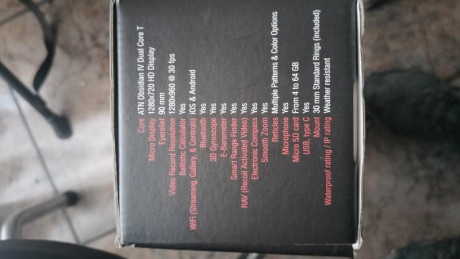 Core ATN Obsidian IV Dual Core T
Micro Display 1280x720 HD Display
Eyerelief 90 mm
Video Record Resolution 1280x960 @ 30 fps
Ballistic Calculator Yes
WiFi (Streaming, Gallery, & Controls) iOS & Android
Bluetooth Yes
3D Gyroscope Yes
E-Barometer Yes
Smart Range Finder Yes
RAV (Recoil Activated Video) Yes
Electronic Compass Yes
Smooth Zoom Yes
Reticles Multiple Patterns & Color Options
Microphone Yes
Micro SD card From 4 to 64 GB
USB, type C Yes
Mount 30 mm Standard Rings (included)
Waterproof rating / IP rating Weather resistant